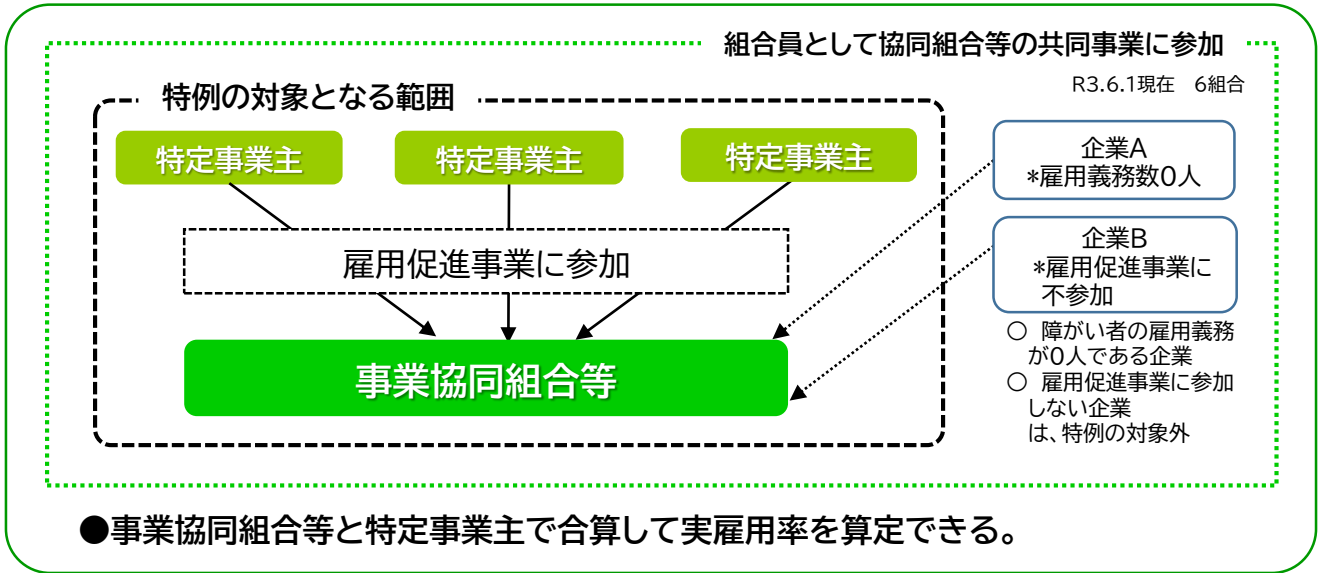 組合員として協同組合等の共同事業に参加
R3.6.1現在　6組合
特例の対象となる範囲
特定事業主
特定事業主
特定事業主
雇用促進事業に参加
事業協同組合等
企業A
*雇用義務数0人
企業B
*雇用促進事業に
不参加
○ 障がい者の雇用義務
が0人である企業
○ 雇用促進事業に参加
しない企業
は、特例の対象外
●事業協同組合等と特定事業主で合算して実雇用率を算定できる。